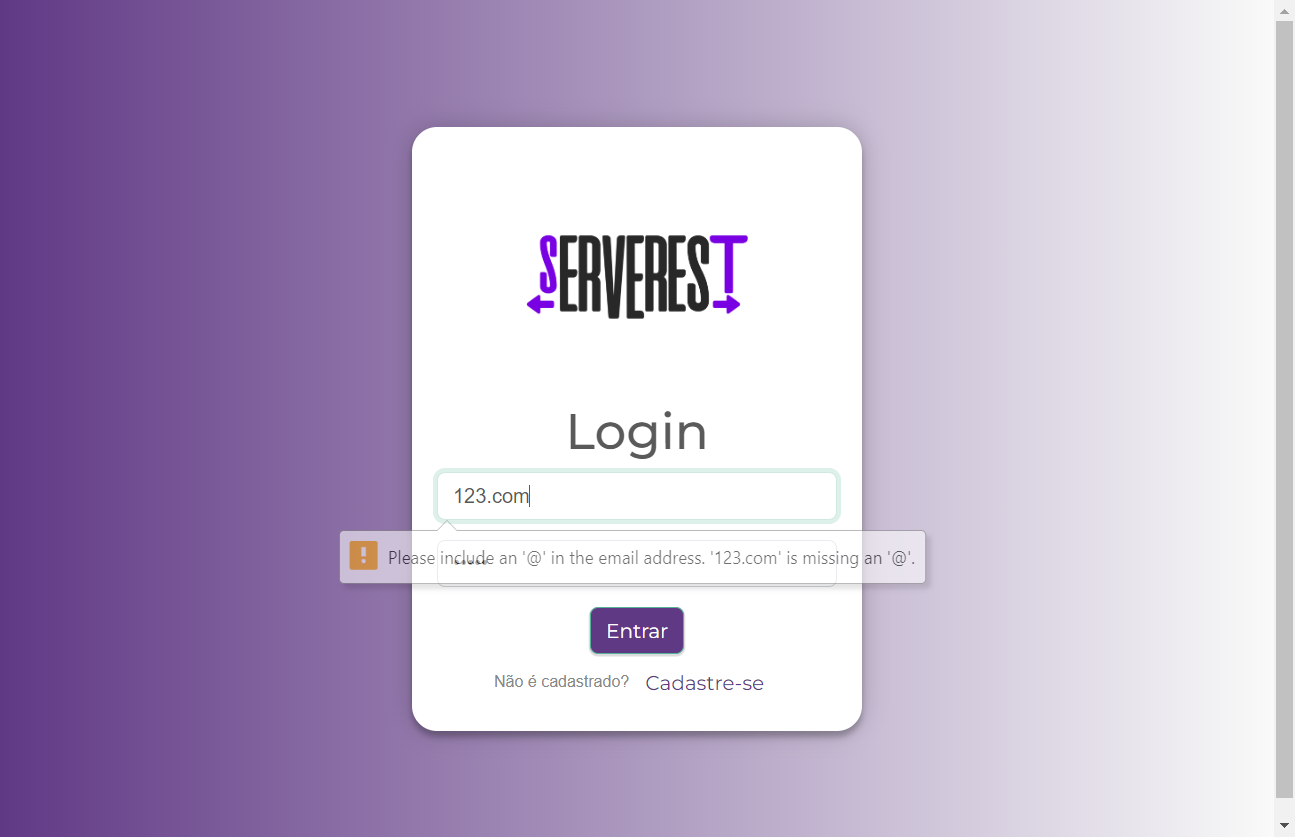 SERVEREST
Login
123.com
Please include an '@' in the email address. '123.com' is missing an '@'.
Entrar
Não é cadastrado? Cadastre-se